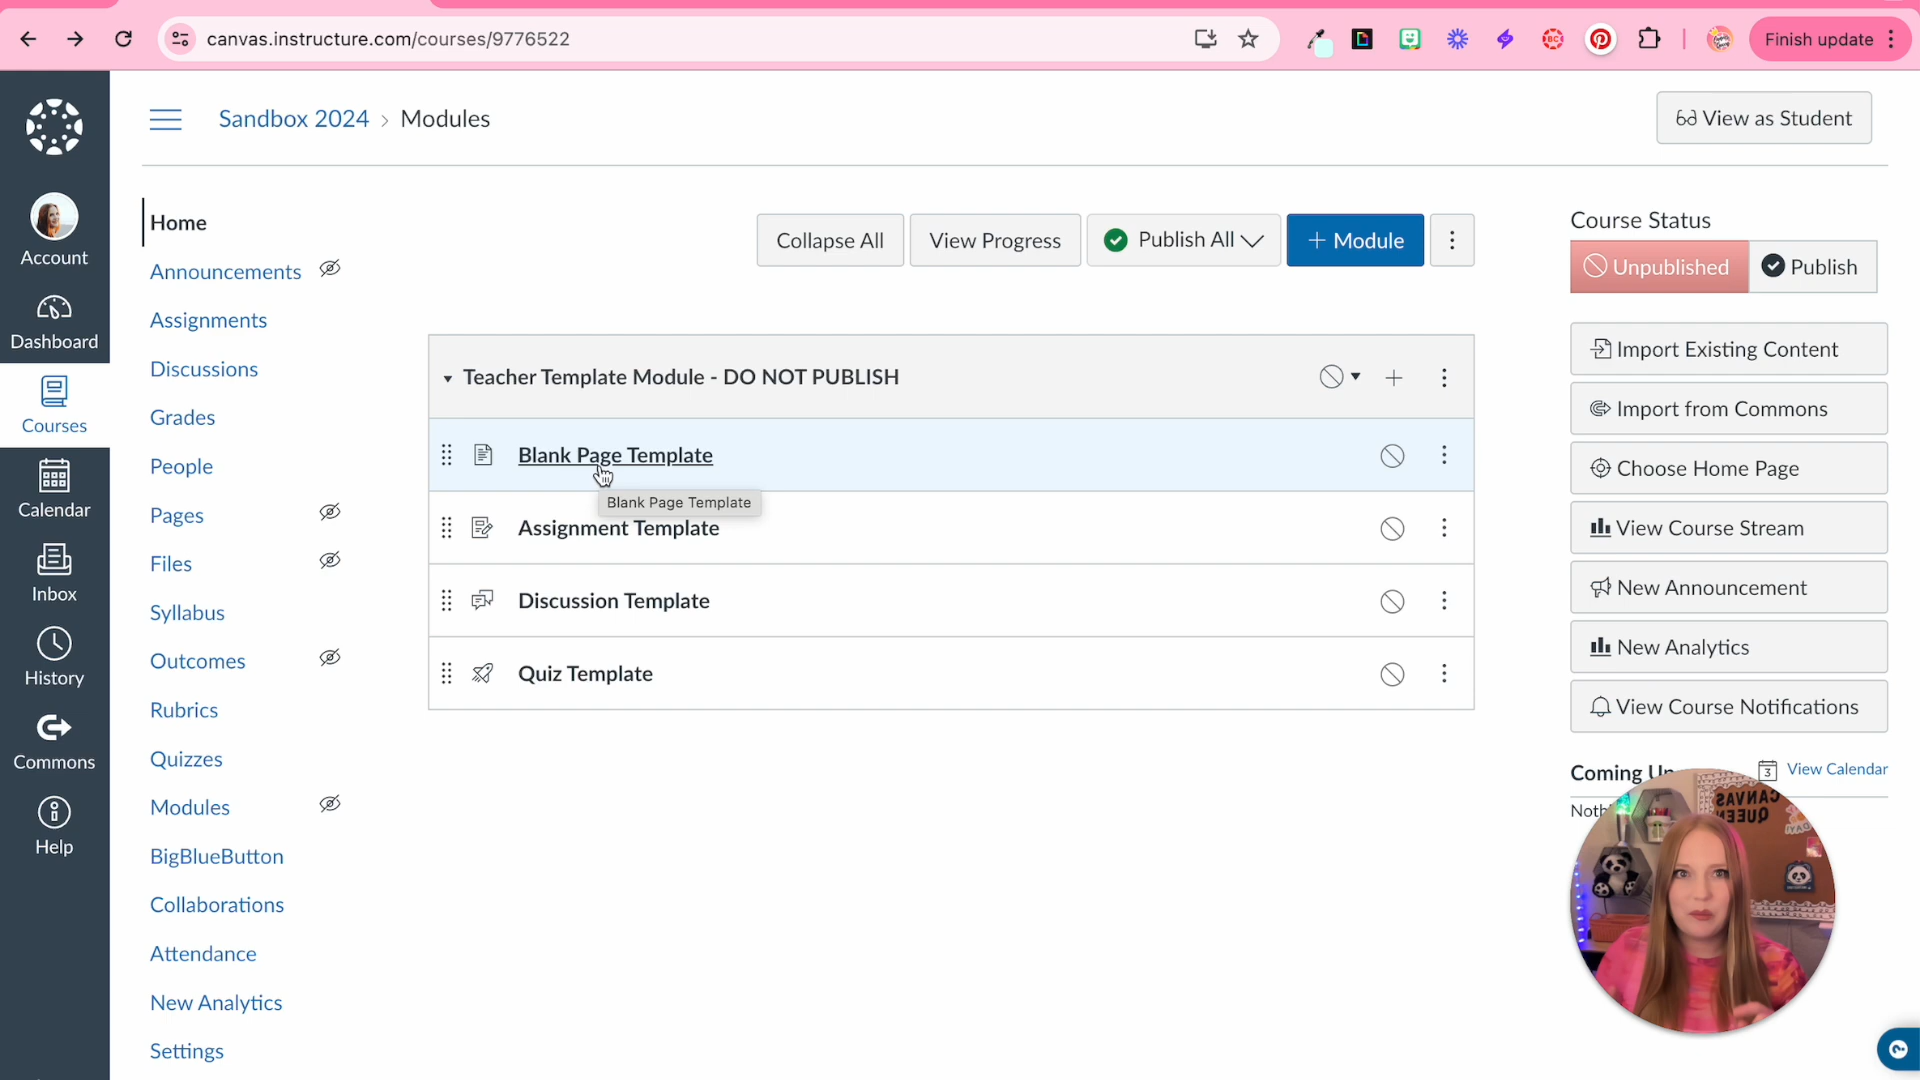 canvas.instructure.com/courses/9776522
Finish update
Sandbox 2024 > Modules
View as Student
Account
Dashboard
Courses
Calendar
Inbox
History
Commons
Help
Home
Announcements
Assignments
Discussions
Grades
People
Pages
Files
Syllabus
Outcomes
Rubrics
Quizzes
Modules
BigBlueButton
Collaborations
Attendance
New Analytics
Settings
Collapse All
View Progress
Publish All
+ Module
Teacher Template Module - DO NOT PUBLISH
Blank Page Template
Blank Page Template
Assignment Template
Discussion Template
Quiz Template
Course Status
Unpublished
Publish
Import Existing Content
Import from Commons
Choose Home Page
View Course Stream
New Announcement
New Analytics
View Course Notifications
Coming
3
View Calendar
CANVAS
QUEEN